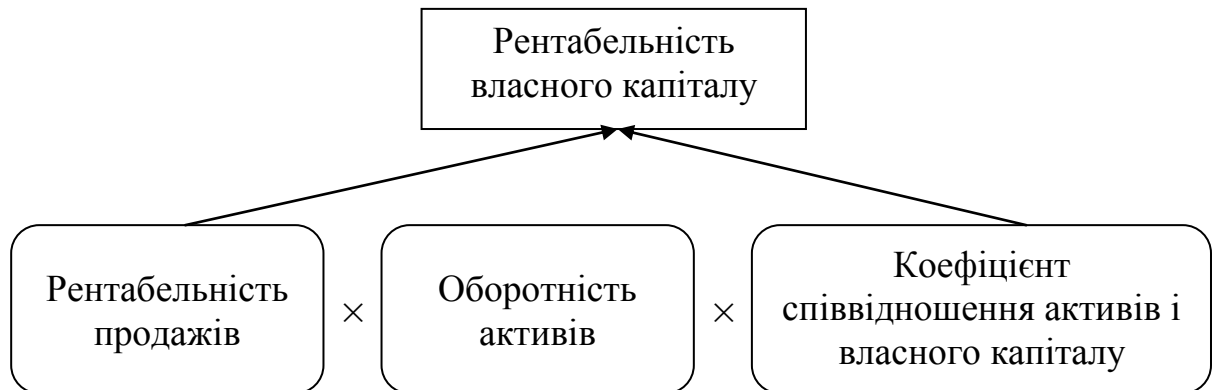 Рентабельність
власного капіталу
Рентабельність
продажів
×
Оборотність
активів
×
Коефіцієнт
співвідношення активів і
власного капіталу